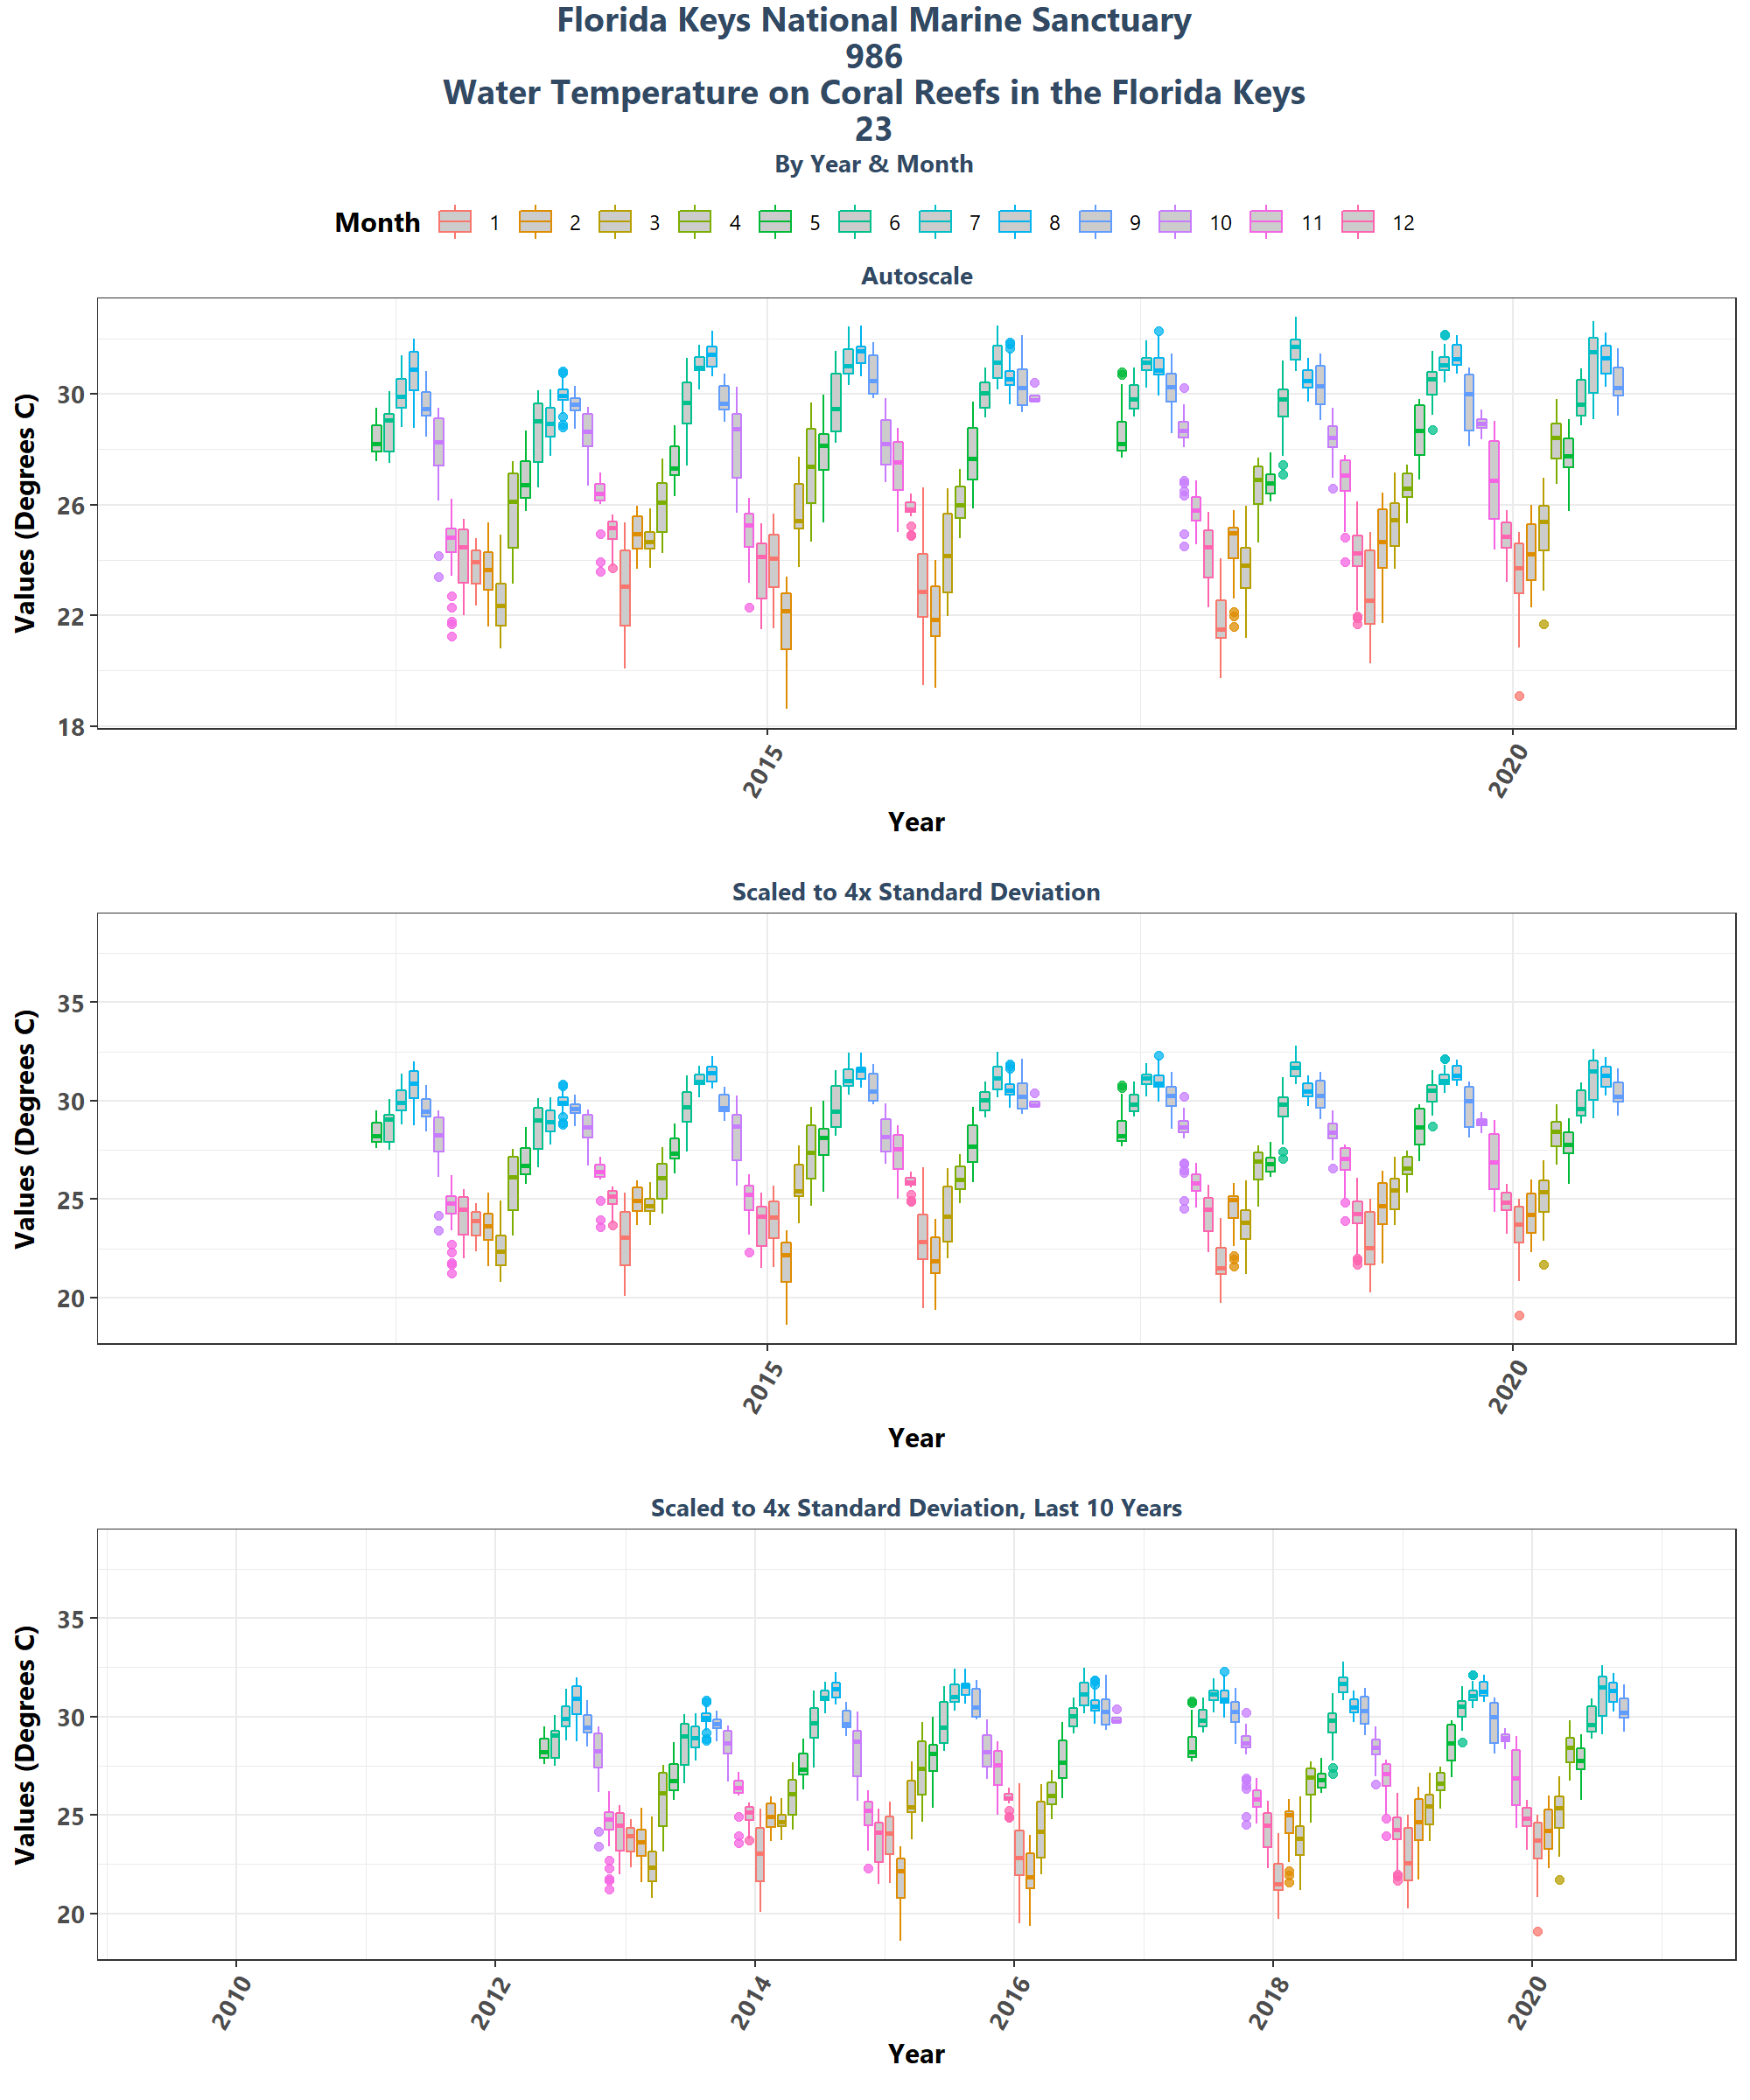 Florida Keys National Marine Sanctuary
986
Water Temperature on Coral Reefs in the Florida Keys
23
By Year & Month
Month 1 2 3 4 5 6 7 8 9 10 11 12
Autoscale
Values (Degrees C)
30
26
22
18
2015 2020
Year
Scaled to 4x Standard Deviation
Values (Degrees C)
35
30
25
20
2015 2020
Year
Scaled to 4x Standard Deviation, Last 10 Years
Values (Degrees C)
35
30
25
20
2010 2012 2014 2016 2018 2020
Year